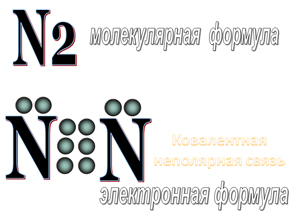 N2 молекулярная формула
N N
Ковалентная
неполярная связь
электронная формула